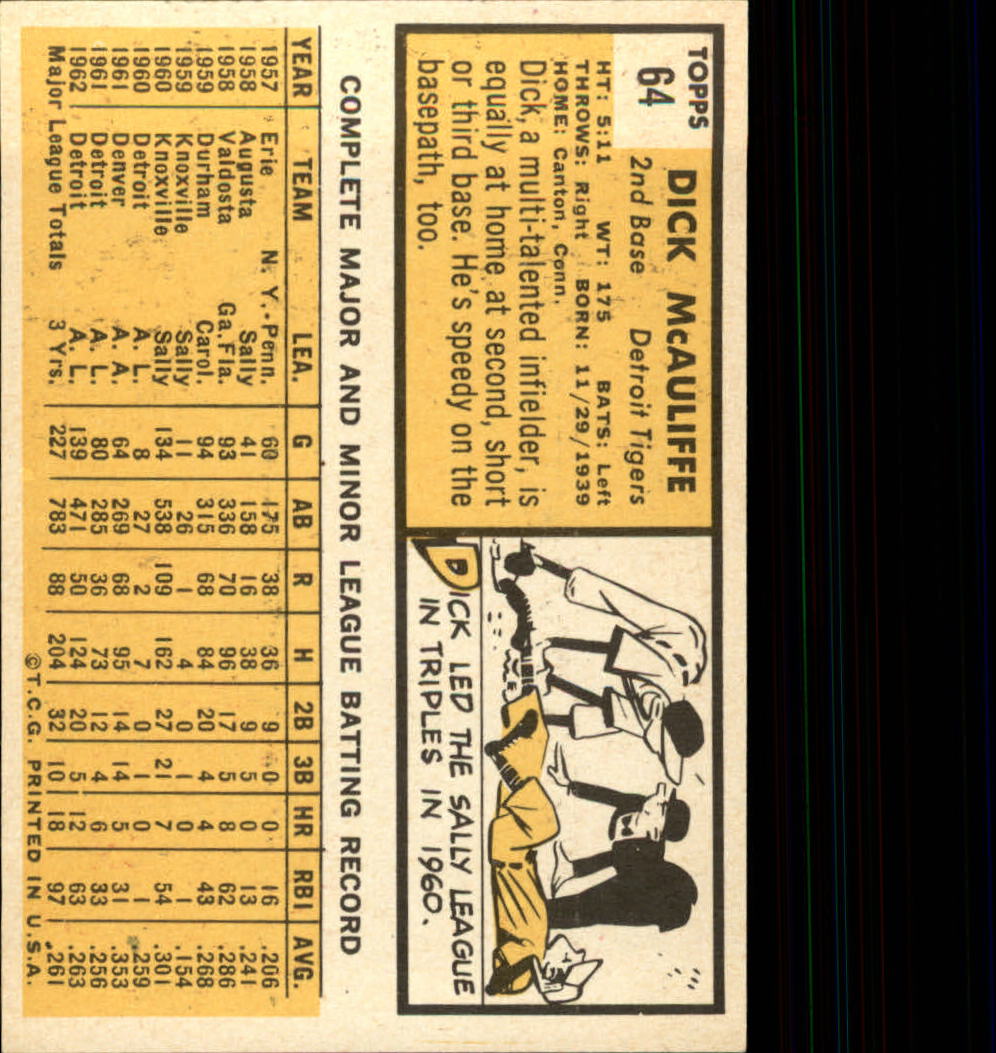 TOPPS
64
DICK McAULIFFE
2nd Base Detroit Tigers
HT: 5:11 WT: 175 BATS: Left
THROWS: Right BORN: 11/29/1939
HOME: Canton, Conn.
Dick, a multi-talented infielder, is
equally at home at second, short
or third base. He's speedy on the
basepath, too.
DICK LED THE SALLY LEAGUE
IN TRIPLES IN 1960.
COMPLETE MAJOR AND MINOR LEAGUE BATTING RECORD
YEAR TEAM LEA. G AB R H 2B 3B HR RBI AVG.
1957 Erie N. Y.-Penn. 60 175 38 36 9 0 0 16 .206
1958 Augusta Sally 41 158 16 38 9 5 0 13 .241
1958 Valdosta Ga. Fla. 93 336 70 96 17 5 8 62 .286
1959 Durham Carol. 94 315 68 84 20 4 4 43 .268
1959 Knoxville Sally 11 26 1 4 0 1 0 1 .154
1960 Knoxville Sally 134 538 109 162 27 21 7 54 .301
1960 Detroit A. L. 8 27 2 7 0 1 0 1 .259
1961 Denver A. A. 64 269 68 95 14 14 5 31 .353
1961 Detroit A. L. 80 285 36 73 12 4 6 33 .256
1962 Detroit A. L. 139 471 50 124 20 5 12 63 .263
Major League Totals 3 Yrs. 227 783 88 204 32 10 18 97 .261
©T.C.G. PRINTED IN U.S.A.